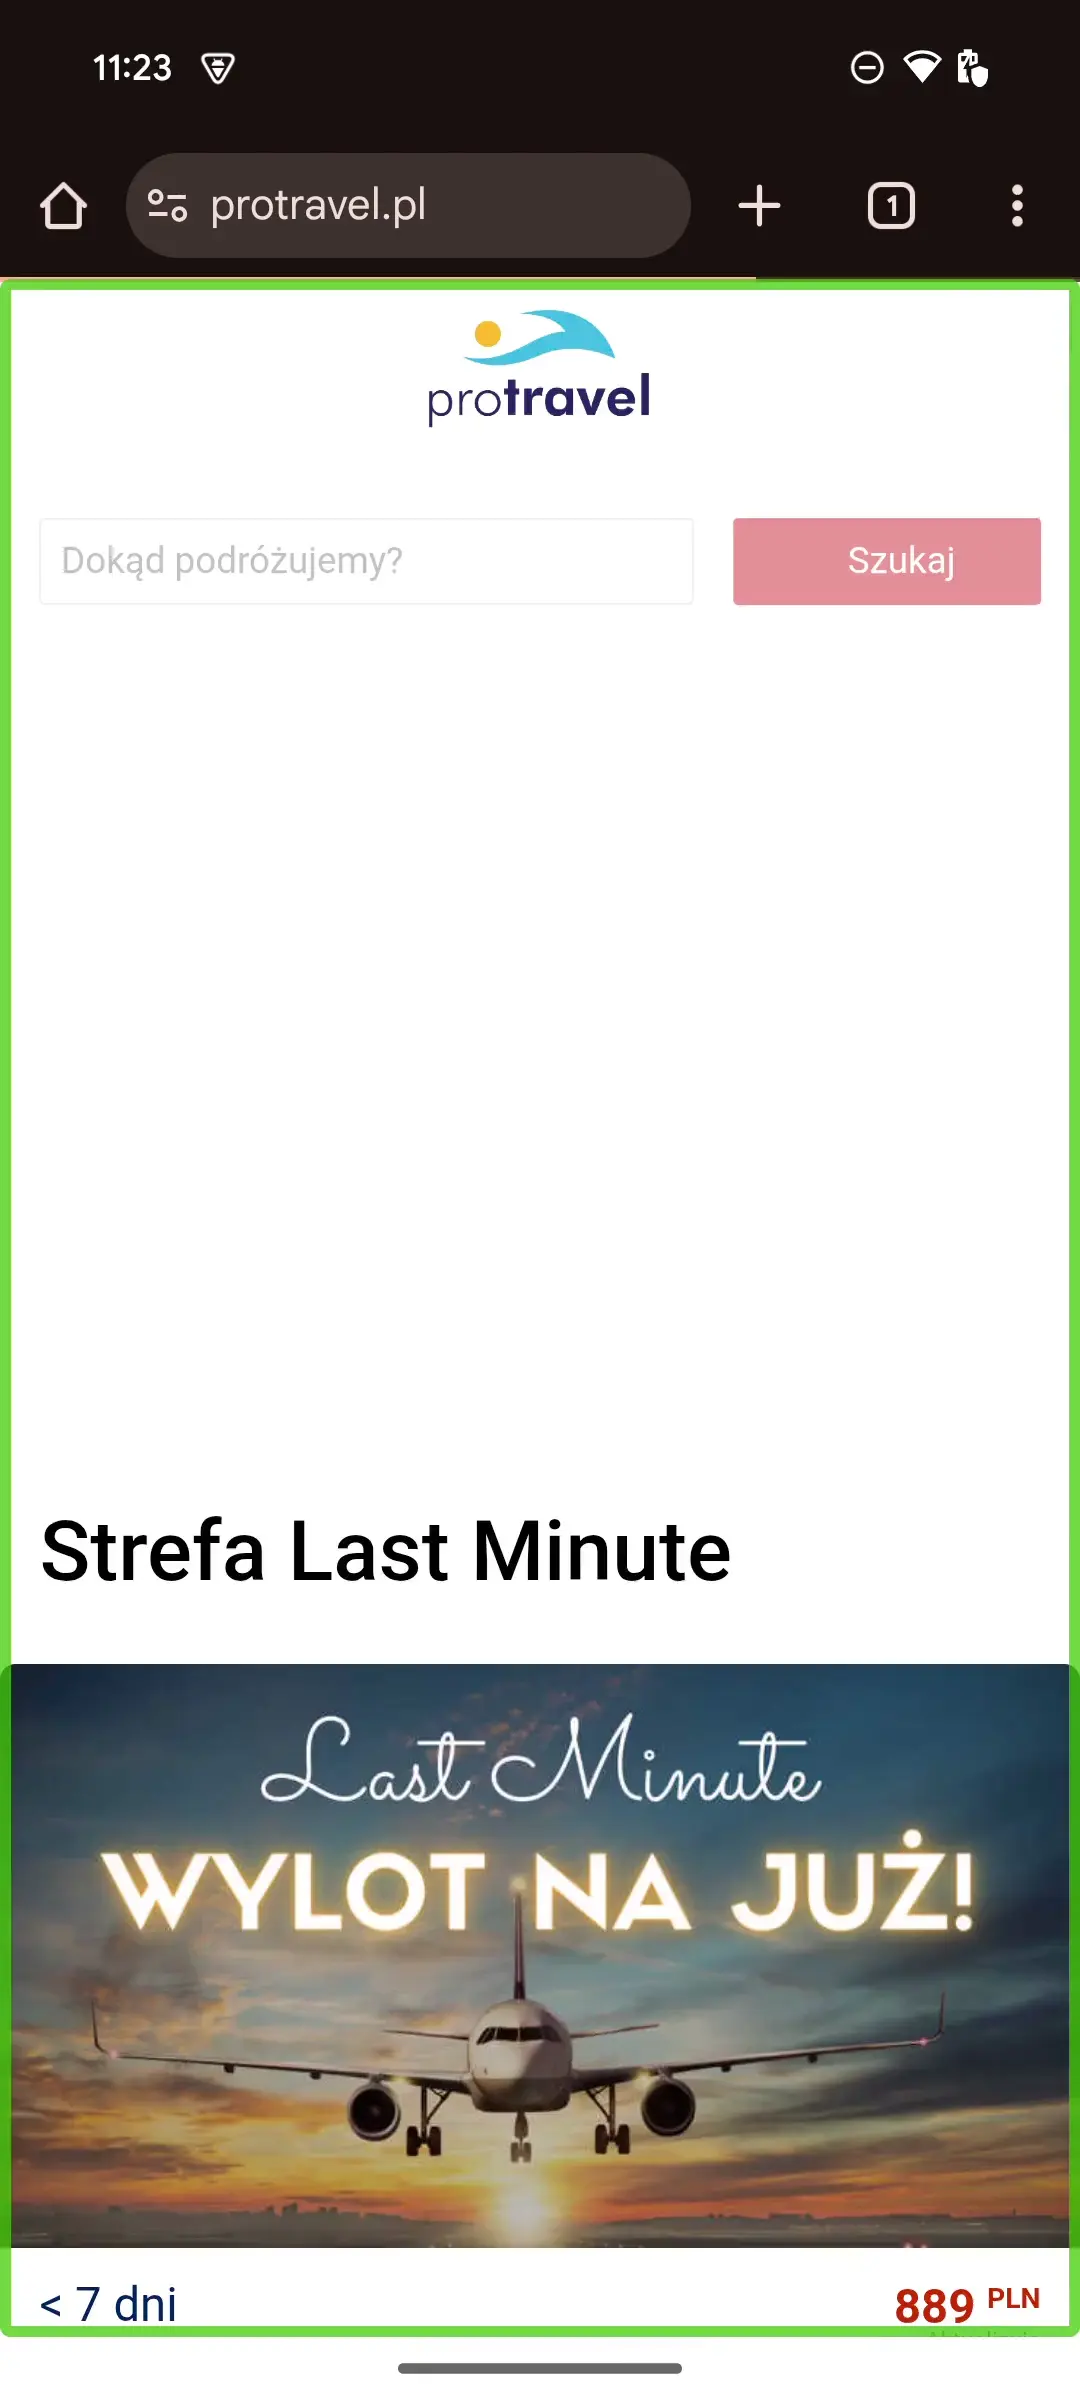 11:23
protravel.pl
1
protravel
Dokąd podróżujemy?
Szukaj
Strefa Last Minute
Last Minute
WYLOT NA JUŻ!
< 7 dni
889 PLN